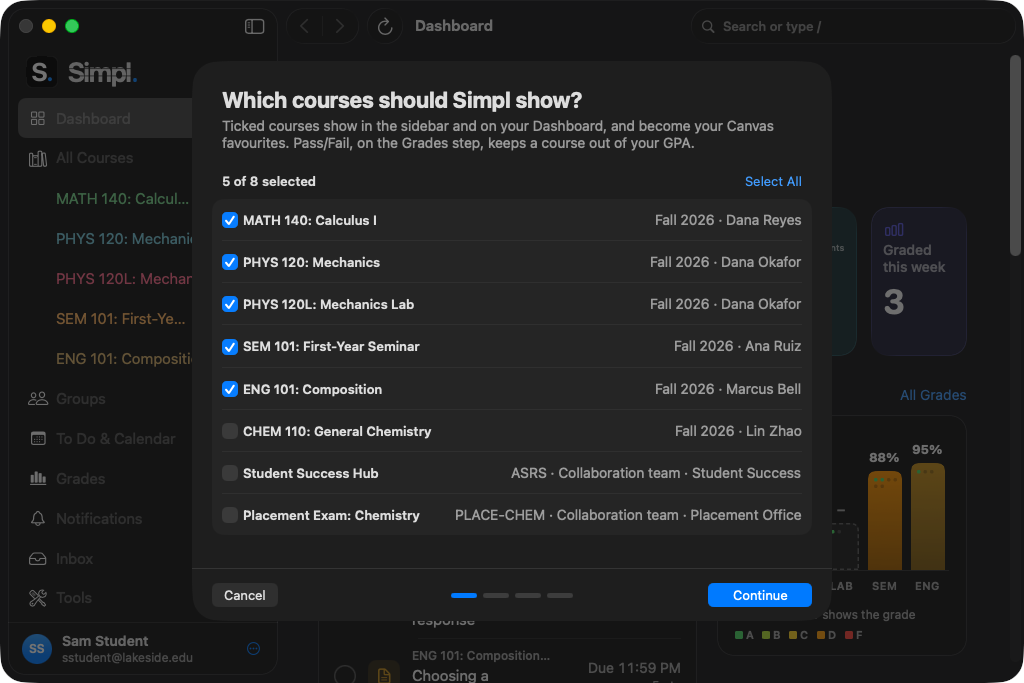 Dashboard
Search or type /
S.
Simpl.
Dashboard
All Courses
MATH 140: Calcul...
PHYS 120: Mechani
PHYS 120L: Mechan
SEM 101: First-Ye...
ENG 101: Compositi
Groups
To Do & Calendar
Grades
Notifications
Inbox
Tools
SS
Sam Student
sstudent@lakeside.edu
Which courses should Simpl show?
Ticked courses show in the sidebar and on your Dashboard, and become your Canvas
favourites. Pass/Fail, on the Grades step, keeps a course out of your GPA.
5 of 8 selected
Select All
MATH 140: Calculus I
Fall 2026 · Dana Reyes
PHYS 120: Mechanics
Fall 2026 · Dana Okafor
PHYS 120L: Mechanics Lab
Fall 2026 · Dana Okafor
SEM 101: First-Year Seminar
Fall 2026 · Ana Ruiz
ENG 101: Composition
Fall 2026 · Marcus Bell
CHEM 110: General Chemistry
Fall 2026 · Lin Zhao
Student Success Hub
ASRS · Collaboration team · Student Success
Placement Exam: Chemistry
PLACE-CHEM · Collaboration team · Placement Office
Cancel
Continue
nts
Graded
this week
3
All Grades
–
88%
95%
LAB
SEM
ENG
shows the grade
A
B
C
D
F
response
ENG 101: Composition...
Choosing a
Due 11:59 PM